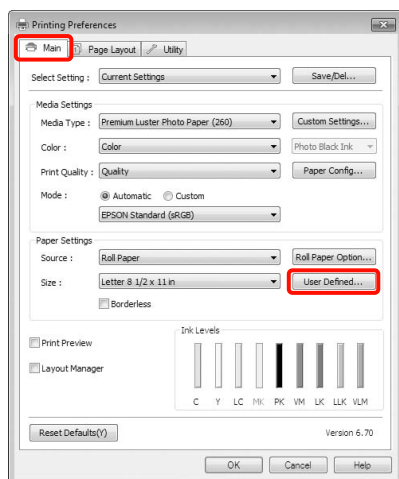 Printing Preferences
Main Page Layout Utility
Select Setting : Current Settings Save/Del...
Media Settings
Media Type : Premium Luster Photo Paper (260) Custom Settings...
Color : Color Photo Black Ink
Print Quality : Quality Paper Config...
Mode : Automatic Custom
EPSON Standard (sRGB)
Paper Settings
Source : Roll Paper Roll Paper Option...
Size : Letter 8 1/2 x 11 in User Defined...
Borderless
Print Preview
Layout Manager
Ink Levels
C Y LC MK PK VM LK LLK VLM
Reset Defaults(Y) Version 6.70
OK Cancel Help